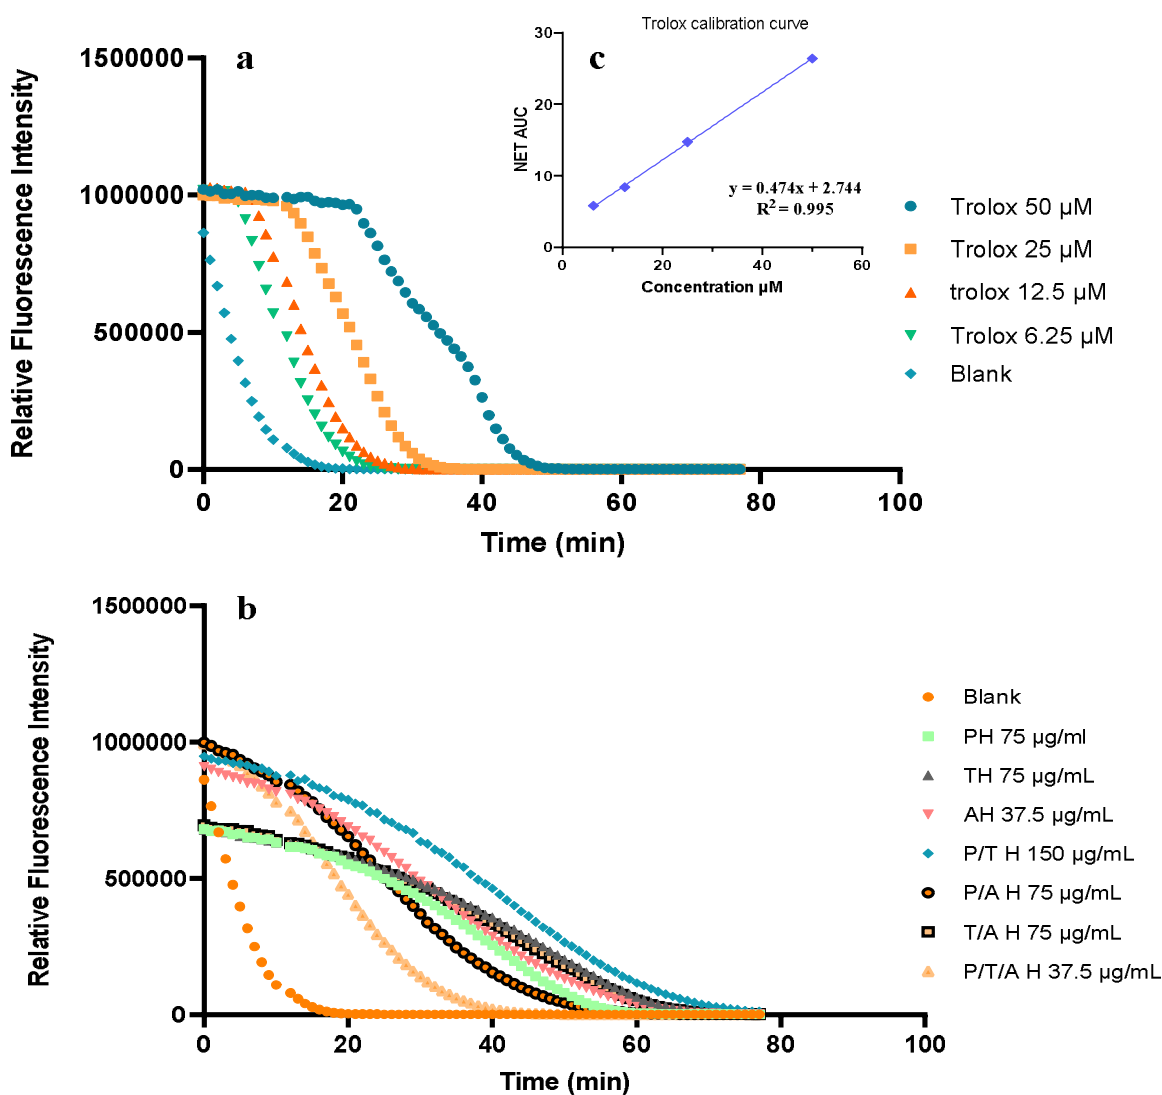 a
Relative Fluorescence Intensity
1500000
1000000
500000
0
0 20 40 60 80 100
Time (min)
Trolox calibration curve
c
NET AUC
30
20
10
0
y = 0.474x + 2.744
R² = 0.995
0 20 40 60
Concentration µM
Trolox 50 µM
Trolox 25 µM
trolox 12.5 µM
Trolox 6.25 µM
Blank
b
Relative Fluorescence Intensity
1500000
1000000
500000
0
0 20 40 60 80 100
Time (min)
Blank
PH 75 µg/ml
TH 75 µg/mL
AH 37.5 µg/mL
P/T H 150 µg/mL
P/A H 75 µg/mL
T/A H 75 µg/mL
P/T/A H 37.5 µg/mL